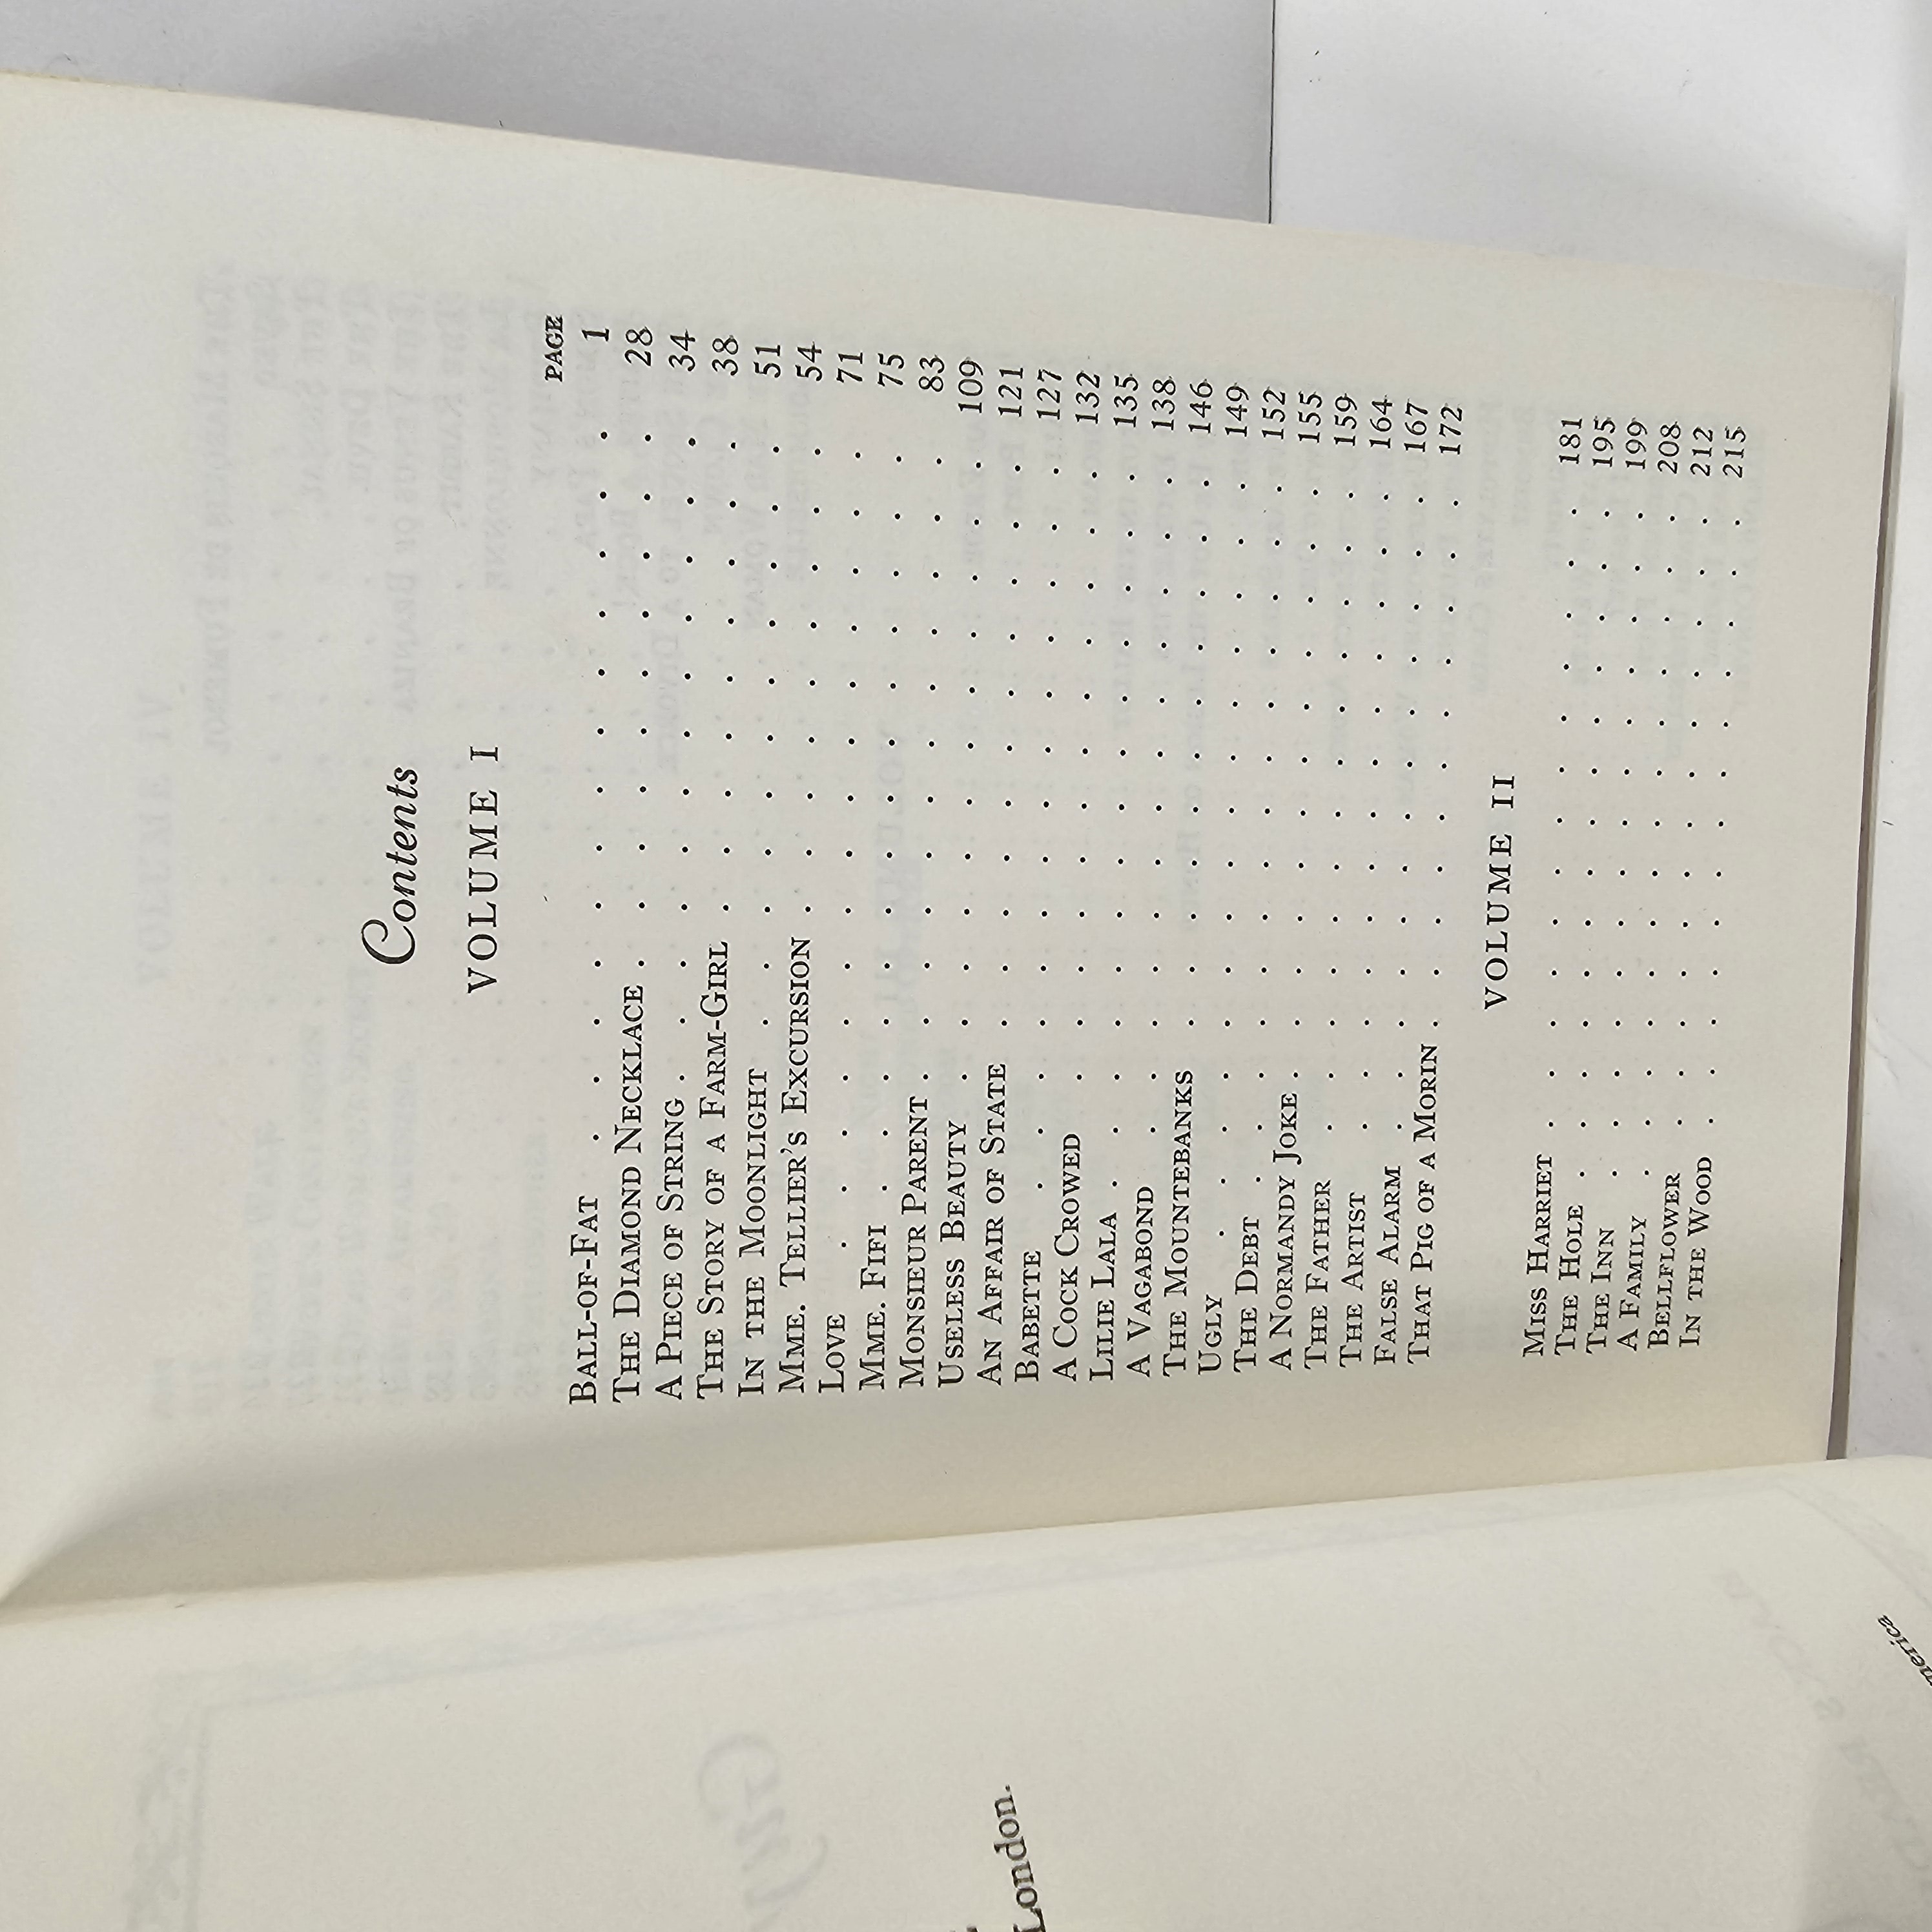 London.
merica
Contents
VOLUME I
PAGE
BALL-OF-FAT . . . . . . . . . . . . . 1
THE DIAMOND NECKLACE . . . . . . . . . . 28
A PIECE OF STRING . . . . . . . . . . . . 34
THE STORY OF A FARM-GIRL . . . . . . . . . 38
IN THE MOONLIGHT . . . . . . . . . . . 51
MME. TELLIER'S EXCURSION . . . . . . . . . 54
LOVE . . . . . . . . . . . . . . . 71
MME. FIFI . . . . . . . . . . . . . . 75
MONSIEUR PARENT . . . . . . . . . . . . 83
USELESS BEAUTY . . . . . . . . . . . . 109
AN AFFAIR OF STATE . . . . . . . . . . . 121
BABETTE . . . . . . . . . . . . . . 127
A COCK CROWED . . . . . . . . . . . . 132
LILIE LALA . . . . . . . . . . . . . . 135
A VAGABOND . . . . . . . . . . . . . 138
THE MOUNTEBANKS . . . . . . . . . . . 146
UGLY . . . . . . . . . . . . . . . 149
THE DEBT . . . . . . . . . . . . . . 152
A NORMANDY JOKE . . . . . . . . . . . . 155
THE FATHER . . . . . . . . . . . . . 159
THE ARTIST . . . . . . . . . . . . . 164
FALSE ALARM . . . . . . . . . . . . . 167
THAT PIG OF A MORIN . . . . . . . . . . . 172
VOLUME II
MISS HARRIET . . . . . . . . . . . . . 181
THE HOLE . . . . . . . . . . . . . . 195
THE INN . . . . . . . . . . . . . . 199
A FAMILY . . . . . . . . . . . . . . 208
BELLFLOWER . . . . . . . . . . . . . 212
IN THE WOOD . . . . . . . . . . . . . 215